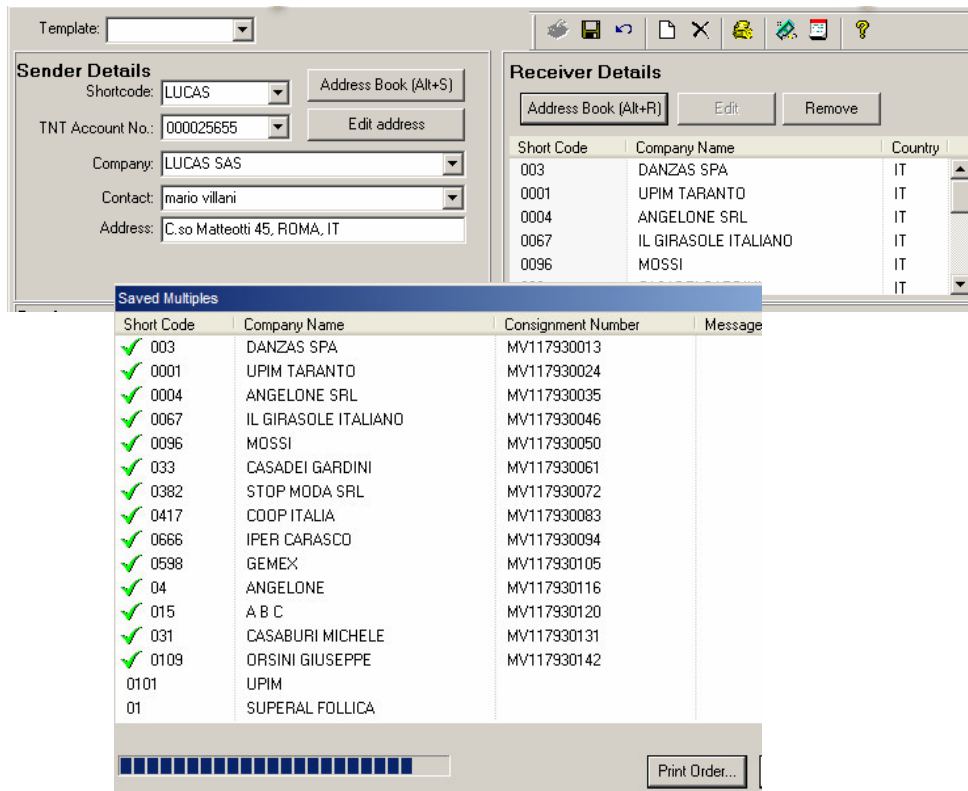 Template:
Sender Details
Shortcode: LUCAS Address Book (Alt+S)
TNT Account No.: 000025655 Edit address
Company: LUCAS SAS
Contact: mario villani
Address: C.so Matteotti 45, ROMA, IT
Receiver Details
Address Book (Alt+R) Edit Remove
Short Code Company Name Country
003 DANZAS SPA IT
0001 UPIM TARANTO IT
0004 ANGELONE SRL IT
0067 IL GIRASOLE ITALIANO IT
0096 MOSSI IT
IT
Saved Multiples
Short Code Company Name Consignment Number Message
003 DANZAS SPA MV117930013
0001 UPIM TARANTO MV117930024
0004 ANGELONE SRL MV117930035
0067 IL GIRASOLE ITALIANO MV117930046
0096 MOSSI MV117930050
033 CASADEI GARDINI MV117930061
0382 STOP MODA SRL MV117930072
0417 COOP ITALIA MV117930083
0666 IPER CARASCO MV117930094
0598 GEMEX MV117930105
04 ANGELONE MV117930116
015 A B C MV117930120
031 CASABURI MICHELE MV117930131
0109 ORSINI GIUSEPPE MV117930142
0101 UPIM
01 SUPERAL FOLLICA
Print Order...